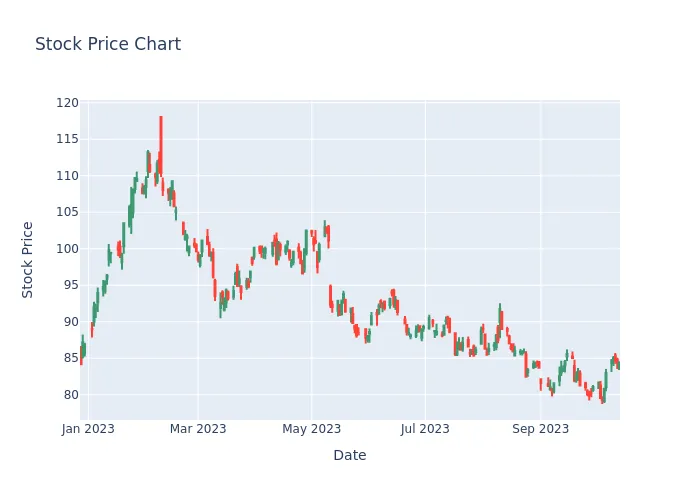 Stock Price Chart
120
115
110
105
100
95
90
85
80
Stock Price
Jan 2023
Mar 2023
May 2023
Jul 2023
Sep 2023
Date